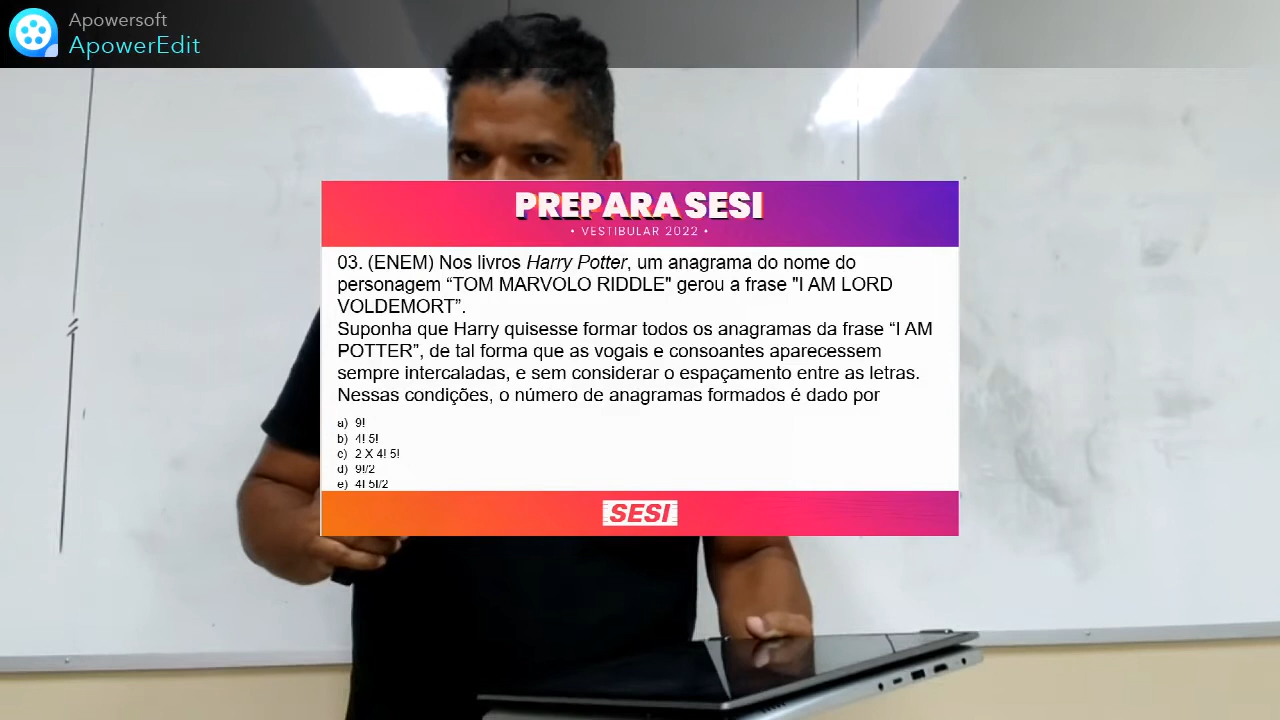 Apowersoft
ApowerEdit
PREPARA SESI
• VESTIBULAR 2022 •
03. (ENEM) Nos livros Harry Potter, um anagrama do nome do
personagem “TOM MARVOLO RIDDLE" gerou a frase "I AM LORD
VOLDEMORT”.
Suponha que Harry quisesse formar todos os anagramas da frase “I AM
POTTER”, de tal forma que as vogais e consoantes aparecessem
sempre intercaladas, e sem considerar o espaçamento entre as letras.
Nessas condições, o número de anagramas formados é dado por
a) 9!
b) 4! 5!
c) 2 X 4! 5!
d) 9!/2
e) 4! 5!/2
SESI